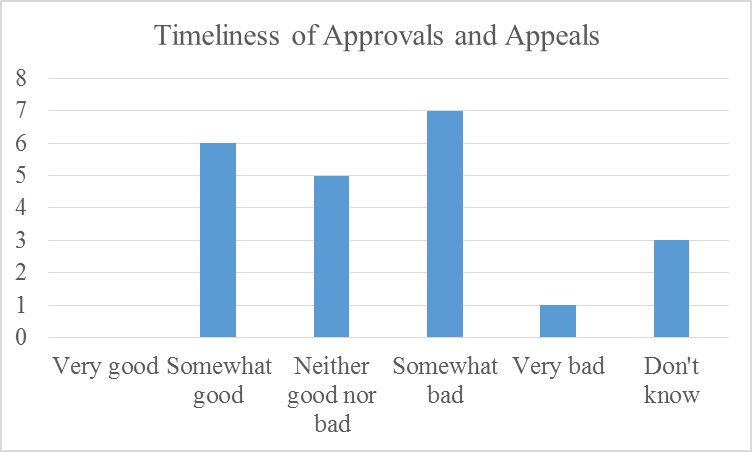 Timeliness of Approvals and Appeals
8
7
6
5
4
3
2
1
0
Very good
Somewhat
good
Neither
good nor
bad
Somewhat
bad
Very bad
Don't
know